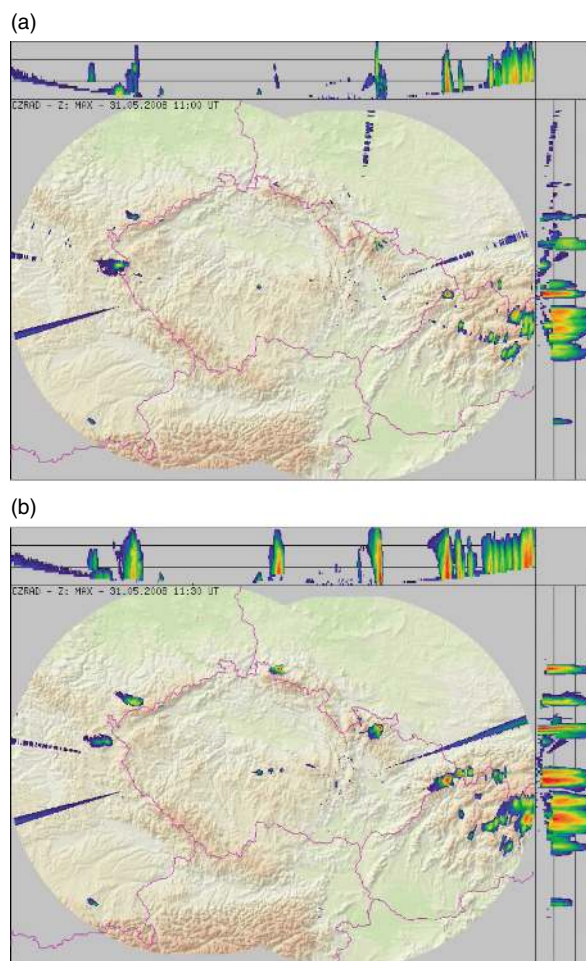 (a)
CZRAD - Z: MAX - 31.05.2008 11:00 UT
(b)
CZRAD - Z: MAX - 31.05.2008 11:30 UT